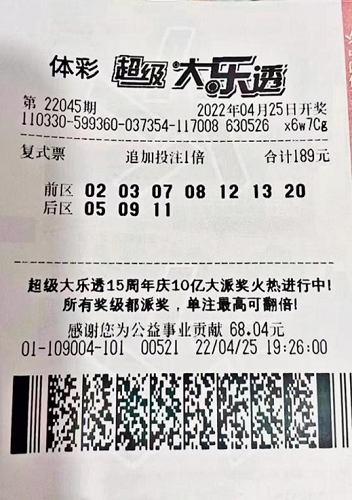 体彩 超级大乐透
第 22045期 2022年04月25日开奖
110330-599360-037354-117008 630526 x6w7Cg
复式票 追加投注1倍 合计189元
前区 02 03 07 08 12 13 20
后区 05 09 11
超级大乐透15周年庆10亿大派奖火热进行中!
所有奖级都派奖,单注最高可翻倍!
感谢您为公益事业贡献 68.04元
01-109004-101 00521 22/04/25 19:26:00